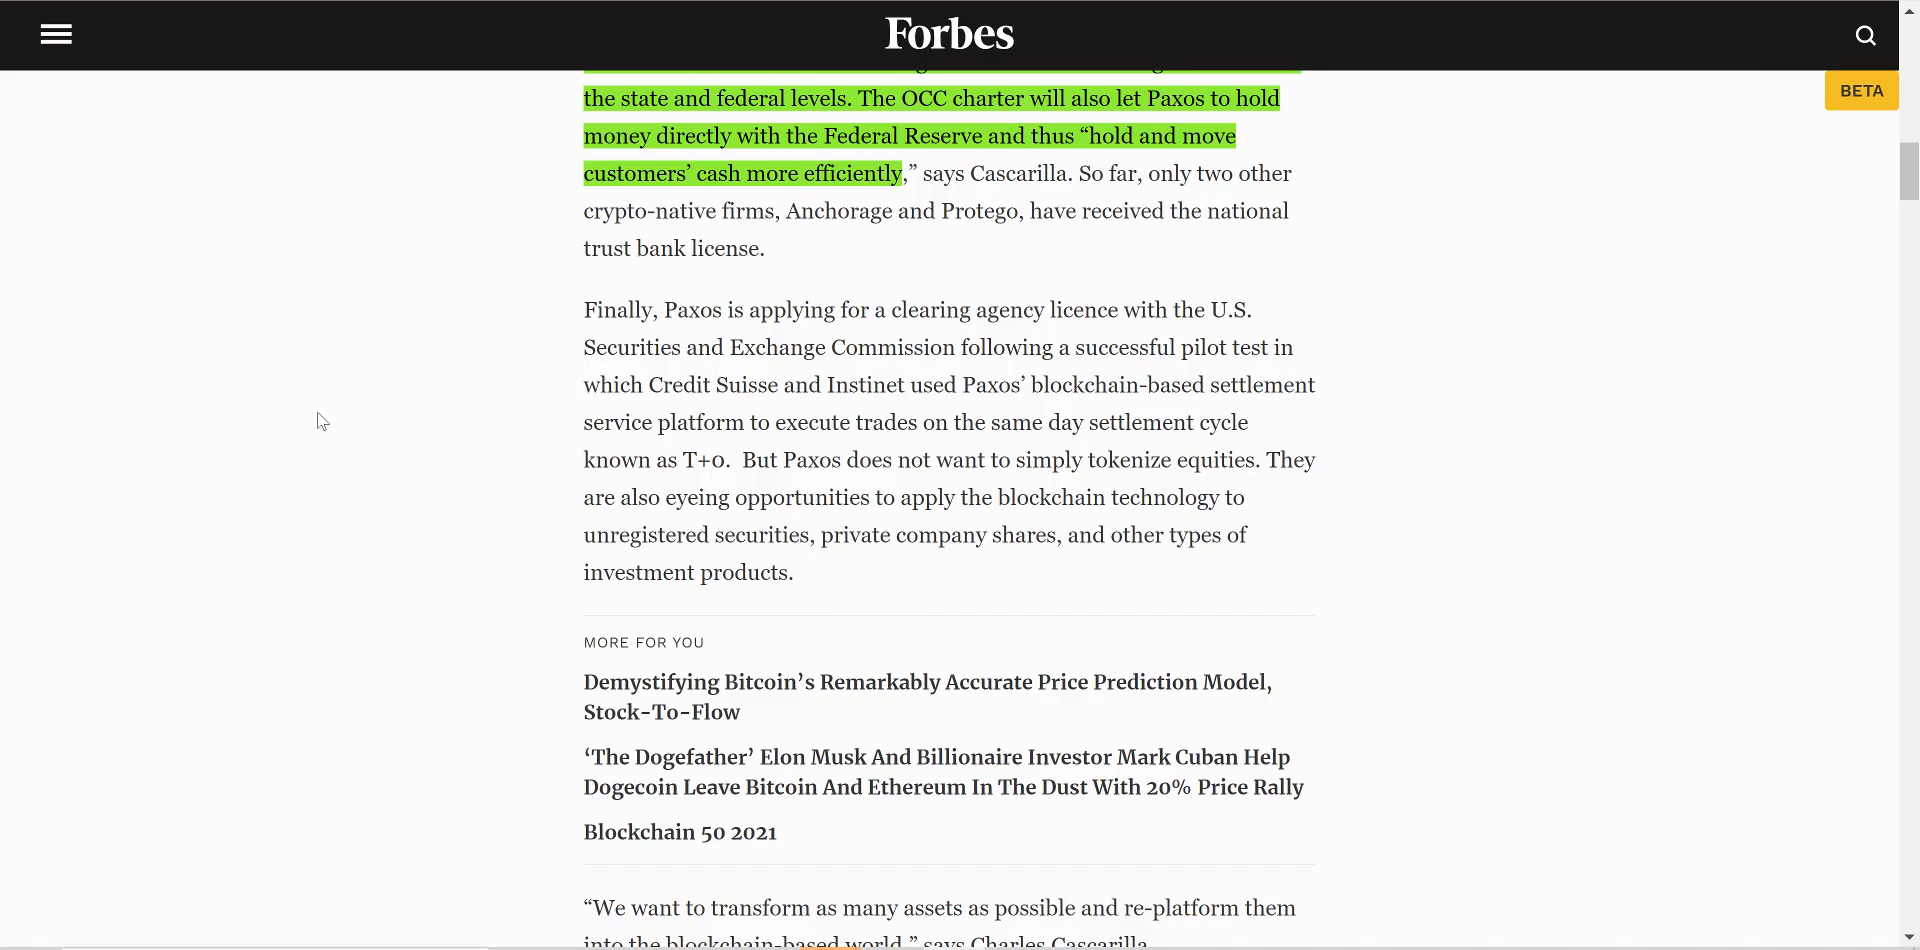 Forbes
BETA
the state and federal levels. The OCC charter will also let Paxos to hold
money directly with the Federal Reserve and thus “hold and move
customers’ cash more efficiently,” says Cascarilla. So far, only two other
crypto-native firms, Anchorage and Protego, have received the national
trust bank license.
Finally, Paxos is applying for a clearing agency licence with the U.S.
Securities and Exchange Commission following a successful pilot test in
which Credit Suisse and Instinet used Paxos’ blockchain-based settlement
service platform to execute trades on the same day settlement cycle
known as T+0.  But Paxos does not want to simply tokenize equities. They
are also eyeing opportunities to apply the blockchain technology to
unregistered securities, private company shares, and other types of
investment products.
MORE FOR YOU
Demystifying Bitcoin’s Remarkably Accurate Price Prediction Model,
Stock-To-Flow
‘The Dogefather’ Elon Musk And Billionaire Investor Mark Cuban Help
Dogecoin Leave Bitcoin And Ethereum In The Dust With 20% Price Rally
Blockchain 50 2021
“We want to transform as many assets as possible and re-platform them
into the blockchain-based world,” says Charles Cascarilla